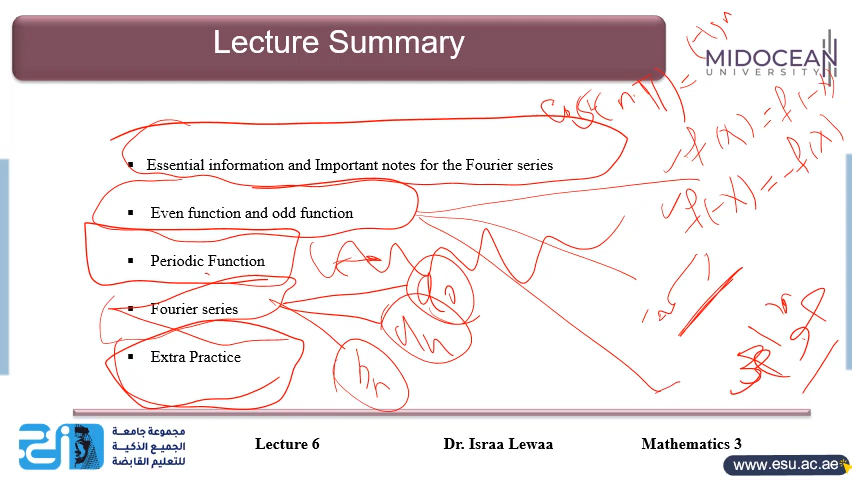 Lecture Summary
MIDOCEAN
UNIVERSITY
cos(nπ) = (-1)ⁿ
▪ Essential information and Important notes for the Fourier series
f(x) = f(-x)
▪ Even function and odd function
f(-x) = -f(x)
▪ Periodic Function
▪ Fourier series
a₀
aₙ
▪ Extra Practice
bₙ
مجموعة جامعة
الجميع الذكية
للتعليم القابضة
Lecture 6
Dr. Israa Lewaa
Mathematics 3
www.esu.ac.ae